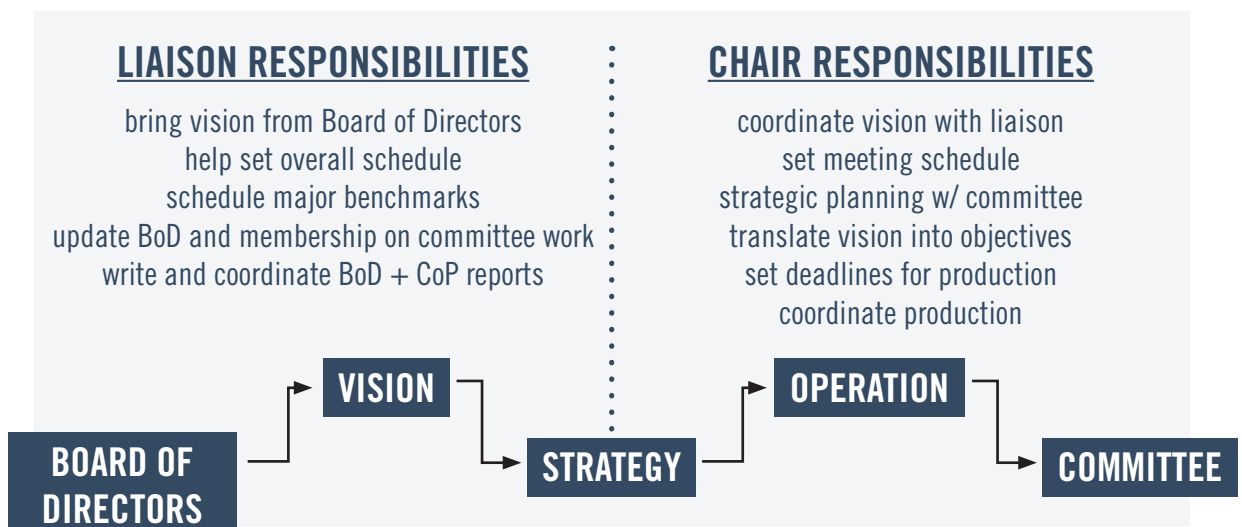 LIAISON RESPONSIBILITIES
bring vision from Board of Directors
help set overall schedule
schedule major benchmarks
update BoD and membership on committee work
write and coordinate BoD + CoP reports
CHAIR RESPONSIBILITIES
coordinate vision with liaison
set meeting schedule
strategic planning w/ committee
translate vision into objectives
set deadlines for production
coordinate production
BOARD OF
DIRECTORS
VISION
STRATEGY
OPERATION
COMMITTEE